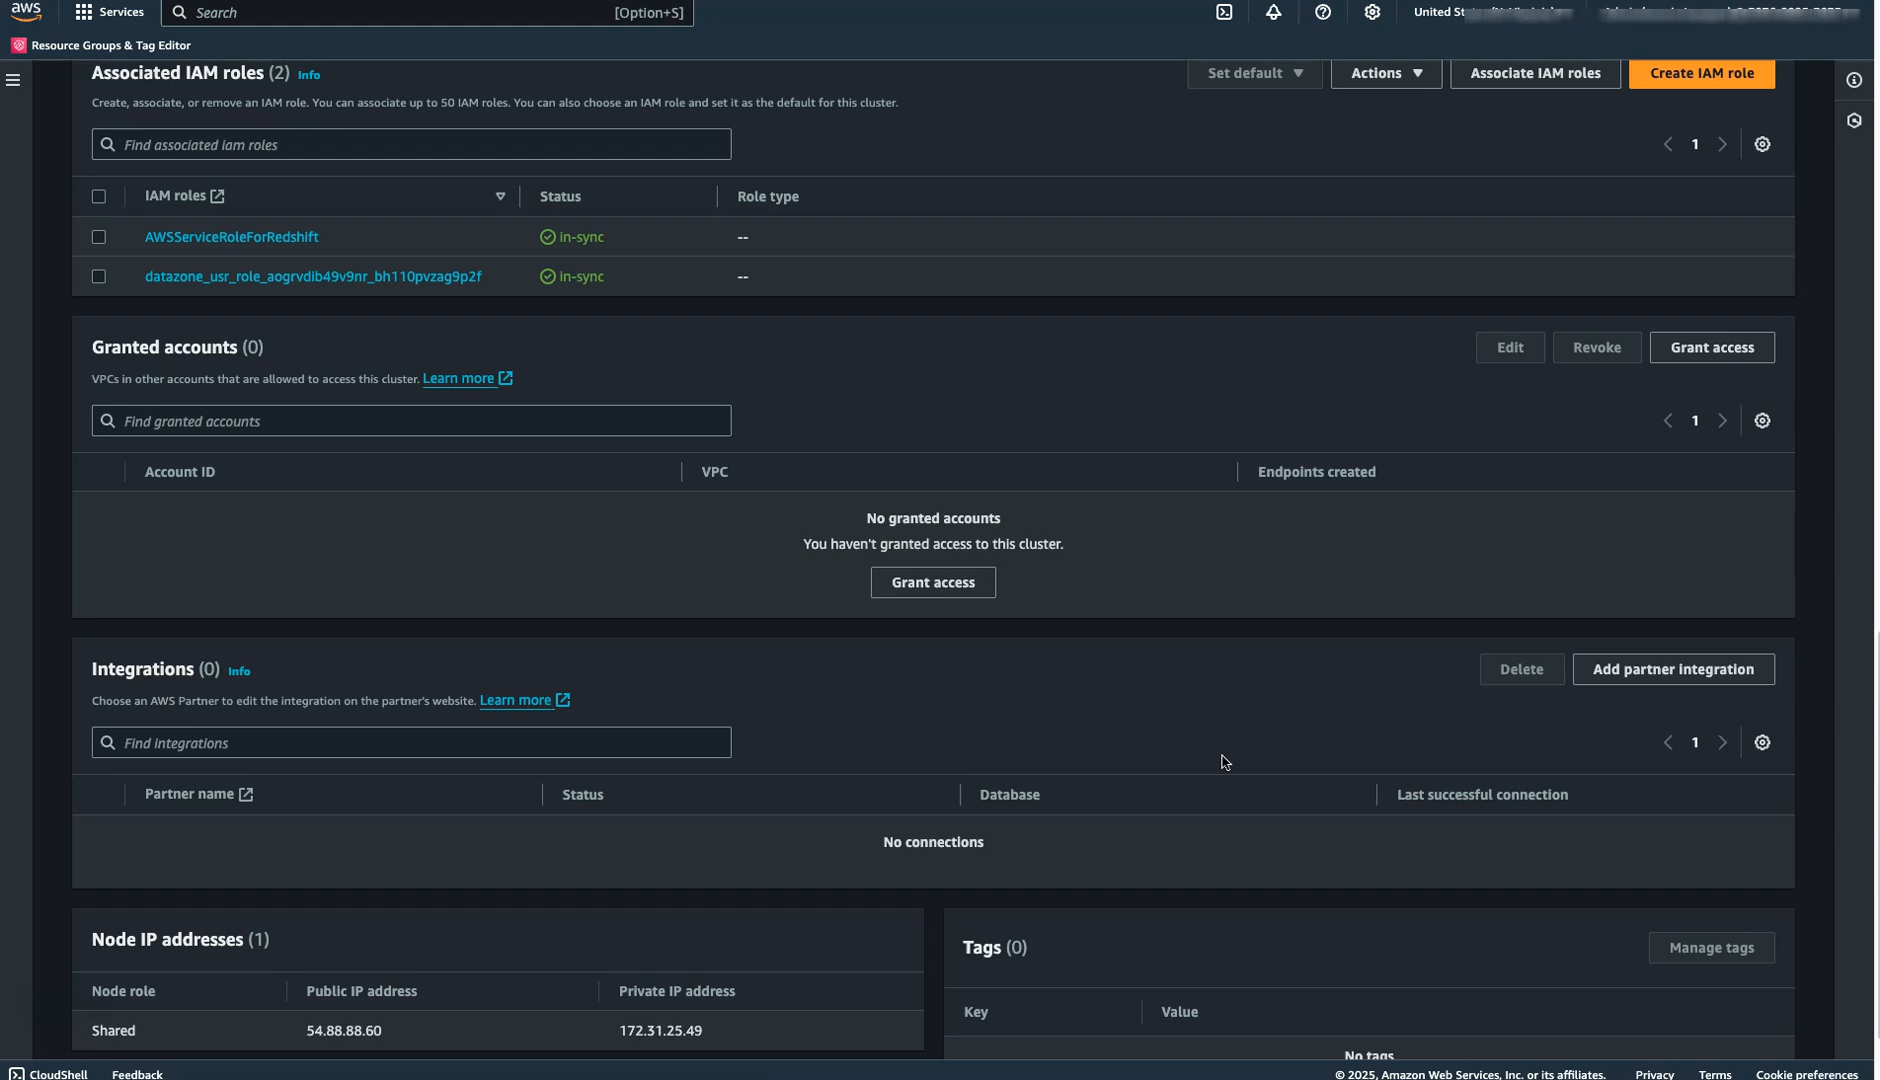 aws
Services
Search
[Option+S]
United
Resource Groups & Tag Editor
Associated IAM roles (2) Info
Set default
Actions
Associate IAM roles
Create IAM role
Create, associate, or remove an IAM role. You can associate up to 50 IAM roles. You can also choose an IAM role and set it as the default for this cluster.
Find associated iam roles
1
IAM roles
Status
Role type
AWSServiceRoleForRedshift
in-sync
--
datazone_usr_role_aogrvdib49v9nr_bh110pvzag9p2f
in-sync
--
Granted accounts (0)
Edit
Revoke
Grant access
VPCs in other accounts that are allowed to access this cluster. Learn more
Find granted accounts
1
Account ID
VPC
Endpoints created
No granted accounts
You haven't granted access to this cluster.
Grant access
Integrations (0) Info
Delete
Add partner integration
Choose an AWS Partner to edit the integration on the partner's website. Learn more
Find integrations
1
Partner name
Status
Database
Last successful connection
No connections
Node IP addresses (1)
Node role
Public IP address
Private IP address
Shared
54.88.88.60
172.31.25.49
Tags (0)
Manage tags
Key
Value
No tags
CloudShell
Feedback
© 2025, Amazon Web Services, Inc. or its affiliates.
Privacy
Terms
Cookie preferences